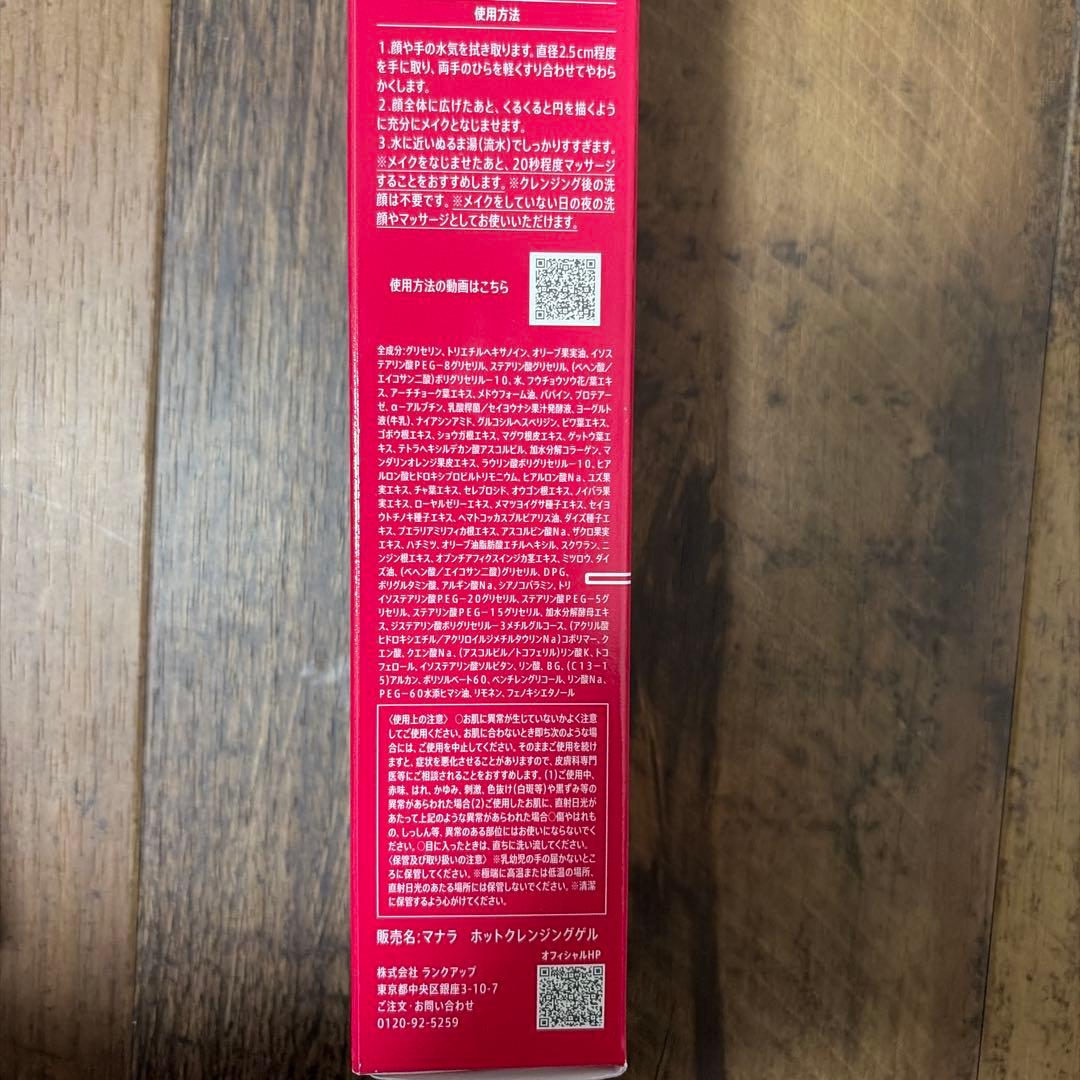 使用方法
1.顔や手の水気を拭き取ります。直径2.5cm程度
を手に取り、両手のひらを軽くすり合わせてやわら
かくします。
2.顔全体に広げたあと、くるくると円を描くよう
に充分にメイクとなじませます。
3.水に近いぬるま湯(流水)でしっかりすすぎます。
※メイクをなじませたあと、20秒程度マッサージ
することをおすすめします。※クレンジング後の洗
顔は不要です。※メイクをしていない日の夜の洗
顔やマッサージとしてお使いいただけます。
使用方法の動画はこちら
全成分:グリセリン、トリエチルヘキサノイン、オリーブ果実油、イソス
テアリン酸PEG−8グリセリル、ステアリン酸グリセリル、(ベヘン酸/
エイコサン二酸)ポリグリセリル−10、水、フウチョウソウ花/葉エキ
ス、アーチチョーク葉エキス、メドウフォーム油、パパイン、プロテアー
ゼ、α−アルブチン、乳酸桿菌/セイヨウナシ果汁発酵液、ヨーグルト
液(牛乳)、ナイアシンアミド、グルコシルヘスペリジン、ビワ葉エキス、
ゴボウ根エキス、ショウガ根エキス、マグワ根皮エキス、ゲットウ葉エ
キス、テトラヘキシルデカン酸アスコルビル、加水分解コラーゲン、マ
ンダリンオレンジ果皮エキス、ラウリン酸ポリグリセリル−10、ヒア
ルロン酸ヒドロキシプロピルトリモニウム、ヒアルロン酸Na、ユズ果
実エキス、チャ葉エキス、セレブロシド、オウゴン根エキス、ノイバラ果
実エキス、ローヤルゼリーエキス、メマツヨイグサ種子エキス、セイヨ
ウトチノキ種子エキス、ヘマトコッカスプルビアリス油、ダイズ種子エ
キス、プエラリアミリフィカ根エキス、アスコルビン酸Na、ザクロ果実
エキス、ハチミツ、オリーブ油脂肪酸エチルヘキシル、スクワラン、ニ
ンジン根エキス、オプンチアフィクスインジカ茎エキス、ミツロウ、ダイ
ズ油、(ベヘン酸/エイコサン二酸)グリセリル、DPG、
ポリグルタミン酸、アルギン酸Na、シアノコバラミン、トリ
イソステアリン酸PEG−20グリセリル、ステアリン酸PEG−5グ
リセリル、ステアリン酸PEG−15グリセリル、加水分解酵母エキ
ス、ジステアリン酸ポリグリセリル−3メチルグルコース、(アクリル酸
ヒドロキシエチル/アクリロイルジメチルタウリンNa)コポリマー、ク
エン酸、クエン酸Na、(アスコルビル/トコフェリル)リン酸K、トコ
フェロール、イソステアリン酸ソルビタン、リン酸、BG、(C13−1
5)アルカン、ポリソルベート60、ペンチレングリコール、リン酸Na、
PEG−60水添ヒマシ油、リモネン、フェノキシエタノール
〈使用上の注意〉 ○お肌に異常が生じていないかよく注意
してご使用ください。お肌に合わないとき即ち次のような場
合には、ご使用を中止してください。そのままご使用を続け
ますと、症状を悪化させることがありますので、皮膚科専門
医等にご相談されることをおすすめします。(1)ご使用中、
赤味、はれ、かゆみ、刺激、色抜け(白斑等)や黒ずみ等の
異常があらわれた場合(2)ご使用したお肌に、直射日光が
あたって上記のような異常があらわれた場合○傷やはれも
の、しっしん等、異常のある部位にはお使いにならないでく
ださい。○目に入ったときは、直ちに洗い流してください。
〈保管及び取り扱いの注意〉 ※乳幼児の手の届かないとこ
ろに保管してください。※極端に高温または低温の場所、
直射日光のあたる場所には保管しないでください。※清潔
に保管するよう心がけてください。
販売名:マナラ ホットクレンジングゲル
オフィシャルHP
株式会社 ランクアップ
東京都中央区銀座3-10-7
ご注文・お問い合わせ
0120-92-5259